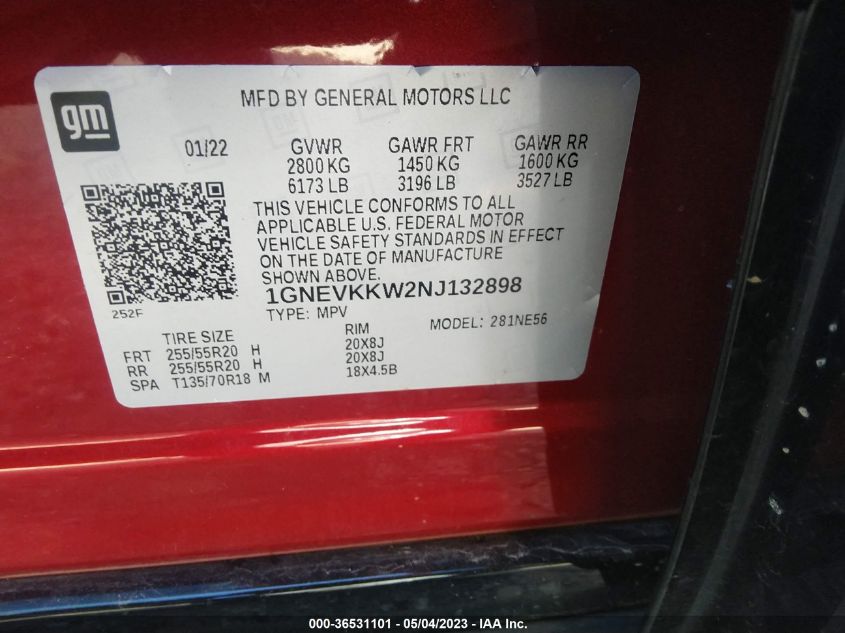 gm
MFD BY GENERAL MOTORS LLC
01/22 GVWR GAWR FRT GAWR RR
2800 KG 1450 KG 1600 KG
6173 LB 3196 LB 3527 LB
THIS VEHICLE CONFORMS TO ALL
APPLICABLE U.S. FEDERAL MOTOR
VEHICLE SAFETY STANDARDS IN EFFECT
ON THE DATE OF MANUFACTURE
SHOWN ABOVE.
1GNEVKKW2NJ132898
252F
TYPE: MPV MODEL: 281NE56
TIRE SIZE RIM
FRT 255/55R20 H 20X8J
RR 255/55R20 H 20X8J
SPA T135/70R18 M 18X4.5B
000-36531101 - 05/04/2023 - IAA Inc.